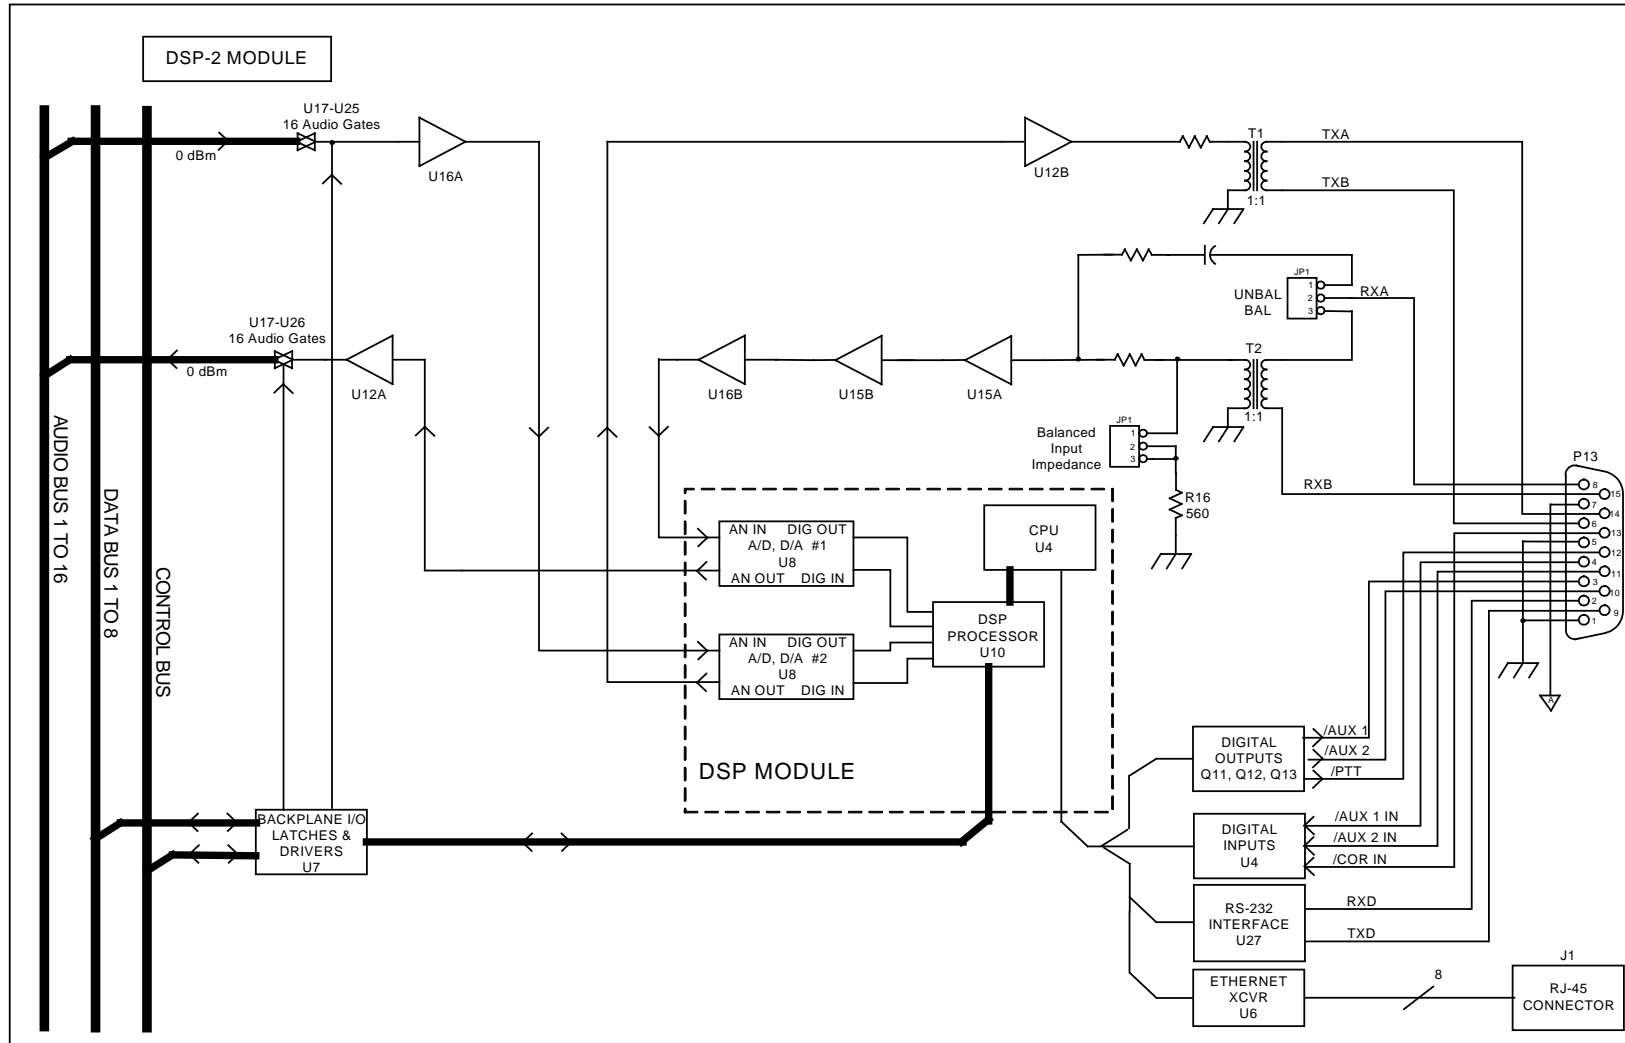 DSP-2 MODULE
U17-U25
16 Audio Gates
0 dBm
U16A
U12B
T1
1:1
TXA
TXB
JP1
1
2
3
UNBAL
BAL
RXA
U17-U26
16 Audio Gates
0 dBm
U12A
U16B
U15B
U15A
T2
1:1
JP1
1
2
3
Balanced
Input
Impedance
R16
560
RXB
P13
8
15
7
14
6
13
5
12
4
11
3
10
2
9
1
A
AUDIO BUS 1 TO 16
DATA BUS 1 TO 8
CONTROL BUS
AN IN DIG OUT
A/D, D/A #1
U8
AN OUT DIG IN
CPU
U4
DSP
PROCESSOR
U10
AN IN DIG OUT
A/D, D/A #2
U8
AN OUT DIG IN
DSP MODULE
BACKPLANE I/O
LATCHES &
DRIVERS
U7
DIGITAL
OUTPUTS
Q11, Q12, Q13
/AUX 1
/AUX 2
/PTT
DIGITAL
INPUTS
U4
/AUX 1 IN
/AUX 2 IN
/COR IN
RS-232
INTERFACE
U27
RXD
TXD
ETHERNET
XCVR
U6
8
J1
RJ-45
CONNECTOR